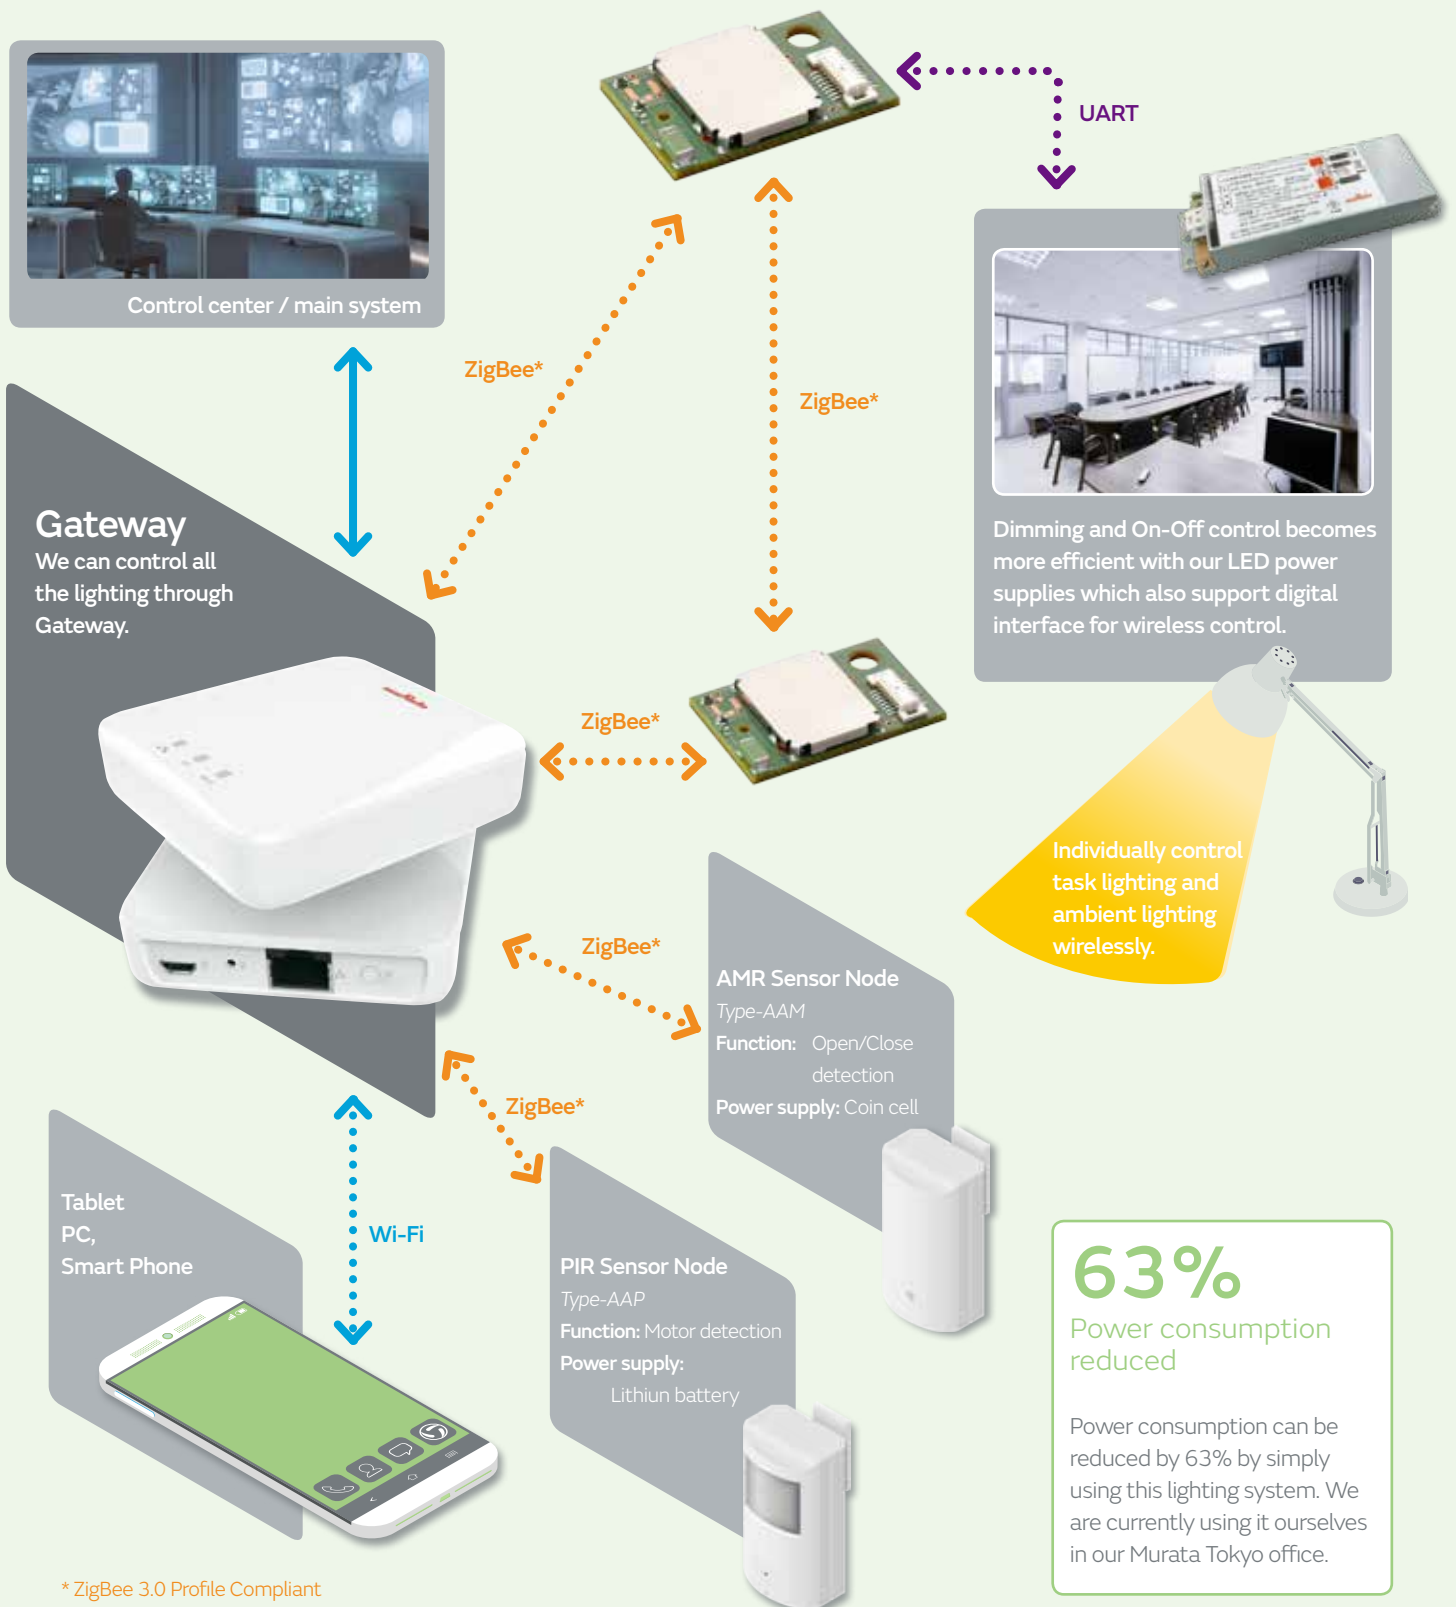 UART
Control center / main system
ZigBee*
ZigBee*
Gateway
We can control all
the lighting through
Gateway.
Dimming and On-Off control becomes
more efficient with our LED power
supplies which also support digital
interface for wireless control.
ZigBee*
Individually control
task lighting and
ambient lighting
wirelessly.
ZigBee*
AMR Sensor Node
Type-AAM
Function: Open/Close
detection
Power supply: Coin cell
ZigBee*
Tablet
PC,
Smart Phone
Wi-Fi
PIR Sensor Node
Type-AAP
Function: Motor detection
Power supply:
Lithiun battery
63%
Power consumption
reduced
Power consumption can be
reduced by 63% by simply
using this lighting system. We
are currently using it ourselves
in our Murata Tokyo office.
* ZigBee 3.0 Profile Compliant